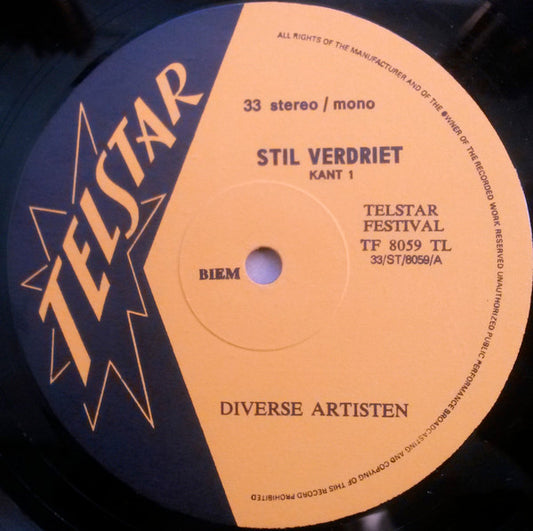 TELSTAR
ALL RIGHTS OF THE MANUFACTURER AND OF THE OWNER OF THE RECORDED WORK RESERVED UNAUTHORIZED PUBLIC PERFORMANCE BROADCASTING AND COPYING OF THIS RECORD PROHIBITED
33 stereo / mono
STIL VERDRIET
KANT 1
TELSTAR
FESTIVAL
TF 8059 TL
33/ST/8059/A
BIEM
DIVERSE ARTISTEN